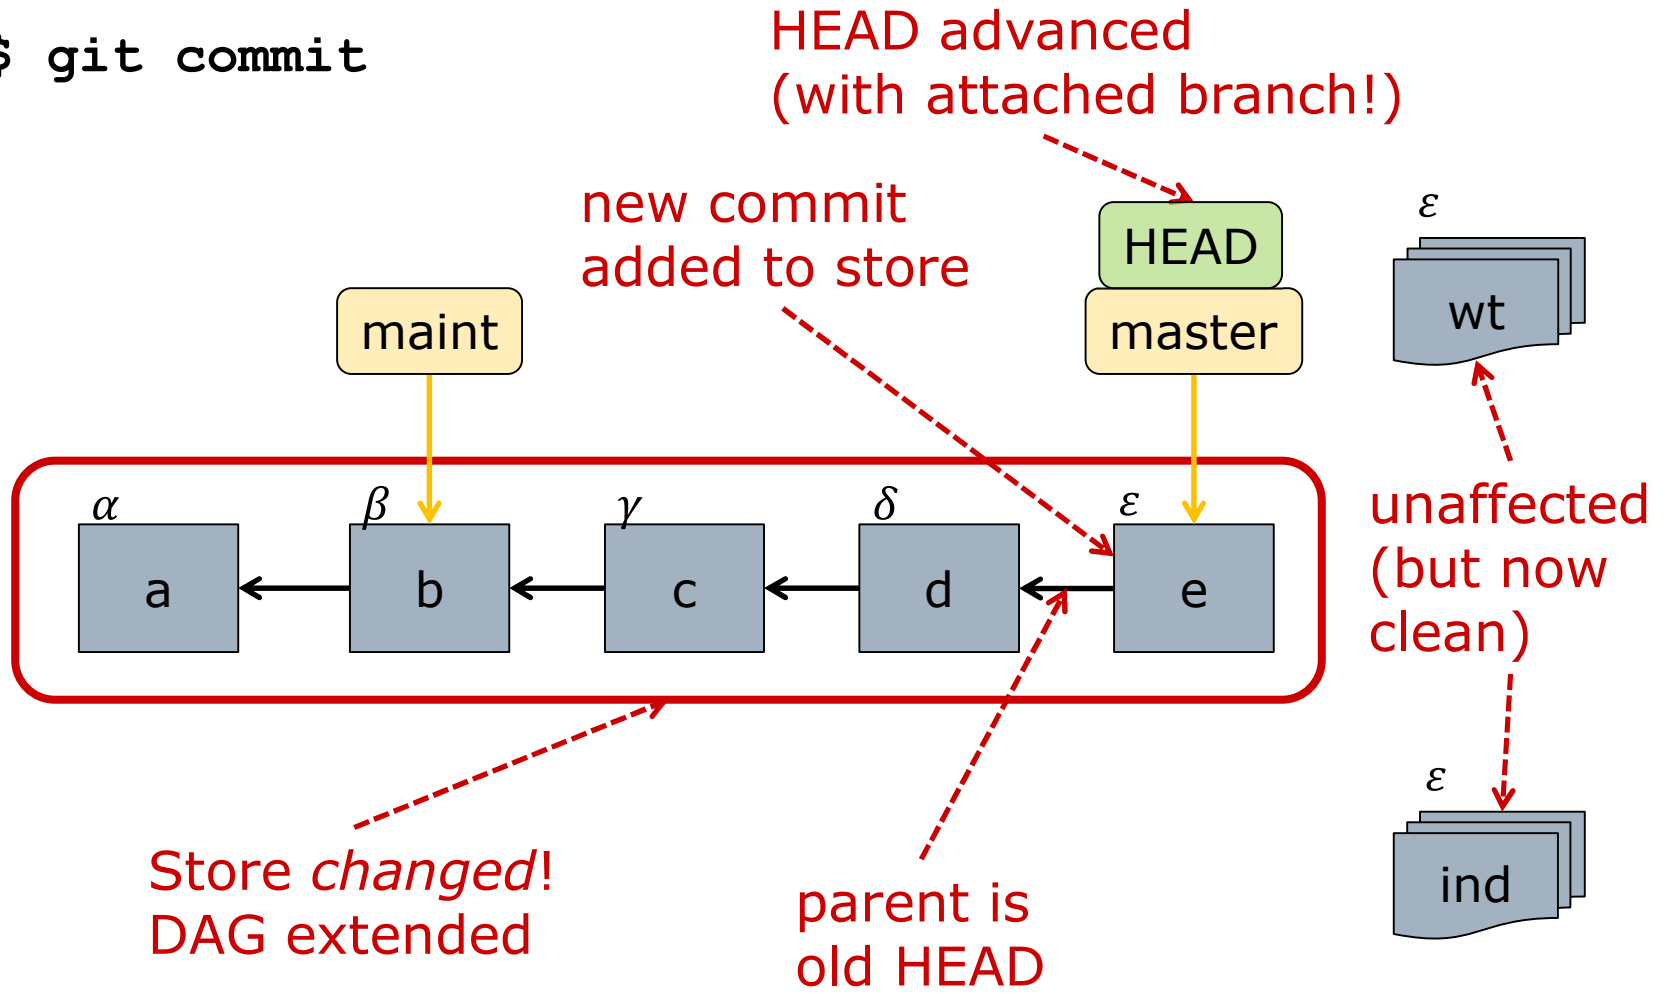 $ git commit
HEAD advanced
(with attached branch!)
new commit
added to store
HEAD
master
maint
ε
wt
α
β
γ
δ
ε
a
b
c
d
e
unaffected
(but now
clean)
Store changed!
DAG extended
parent is
old HEAD
ε
ind